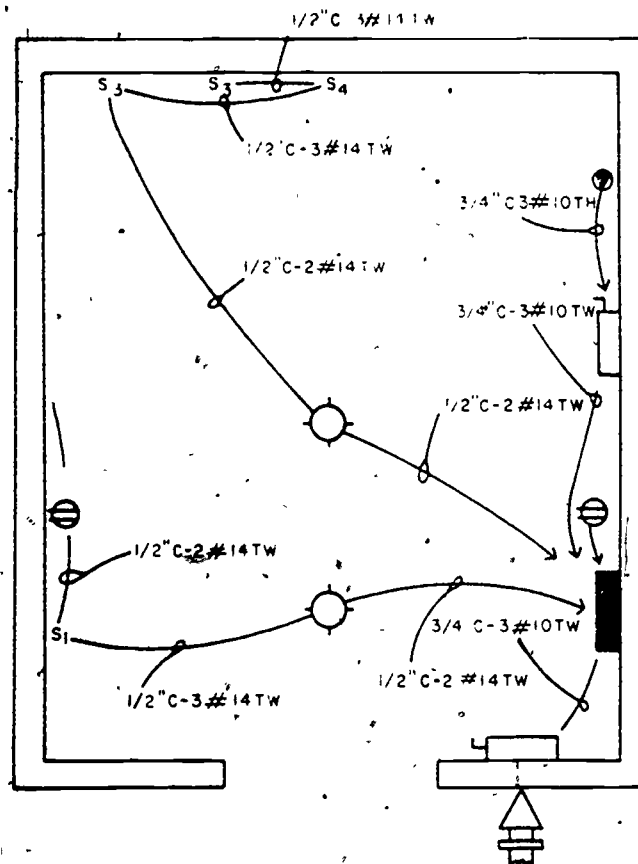 1/2"C 3#14TW
S3 S3 S4
1/2"C-3#14TW
3/4"C3#10TH
1/2"C-2#14TW
3/4"C-3#10TW
1/2"C-2#14TW
1/2"C-2#14TW
S1
3/4 C-3#10TW
1/2"C-2#14TW
1/2"C-3#14TW